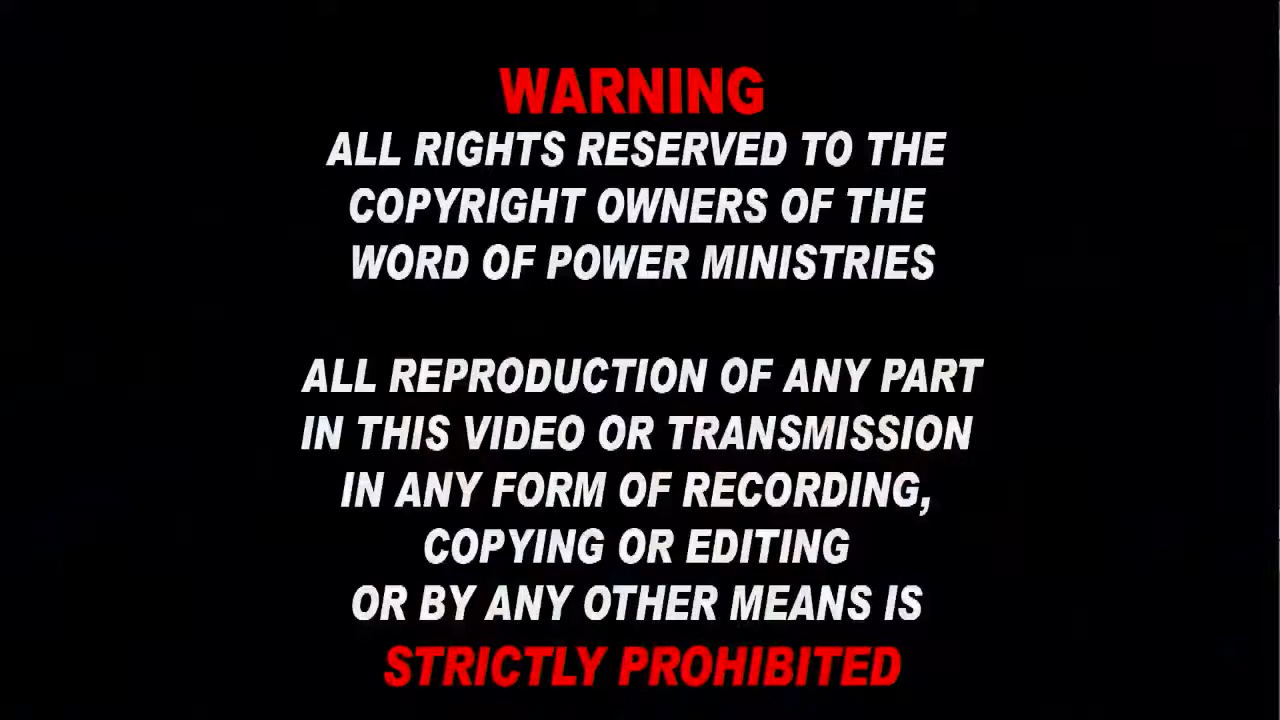 WARNING
ALL RIGHTS RESERVED TO THE
COPYRIGHT OWNERS OF THE
WORD OF POWER MINISTRIES
ALL REPRODUCTION OF ANY PART
IN THIS VIDEO OR TRANSMISSION
IN ANY FORM OF RECORDING,
COPYING OR EDITING
OR BY ANY OTHER MEANS IS
STRICTLY PROHIBITED